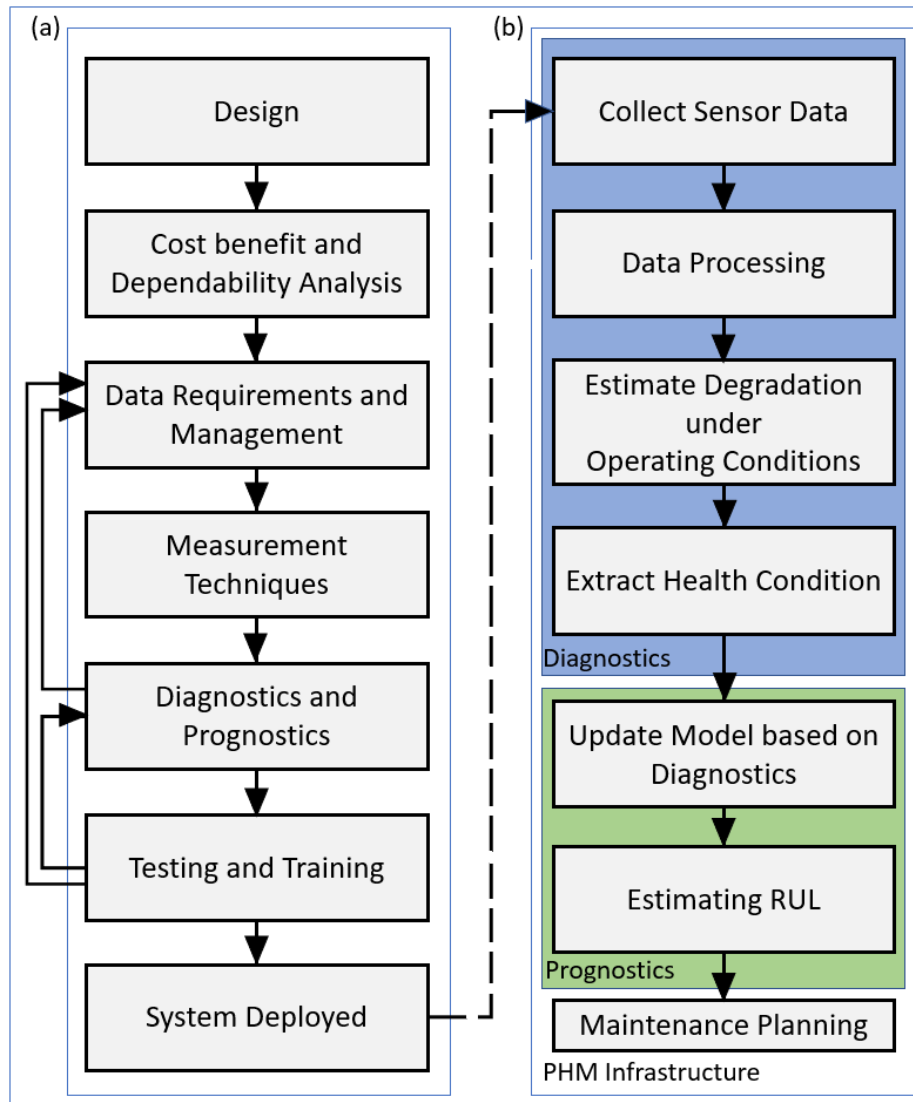 (a)
Design
Cost benefit and
Dependability Analysis
Data Requirements and
Management
Measurement
Techniques
Diagnostics and
Prognostics
Testing and Training
System Deployed
(b)
Collect Sensor Data
Data Processing
Estimate Degradation
under
Operating Conditions
Extract Health Condition
Diagnostics
Update Model based on
Diagnostics
Estimating RUL
Prognostics
Maintenance Planning
PHM Infrastructure